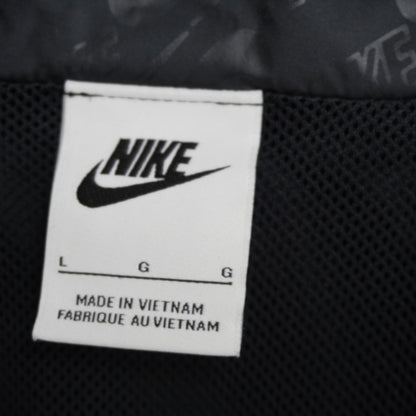 NIKE
L G G
MADE IN VIETNAM
FABRIQUE AU VIETNAM